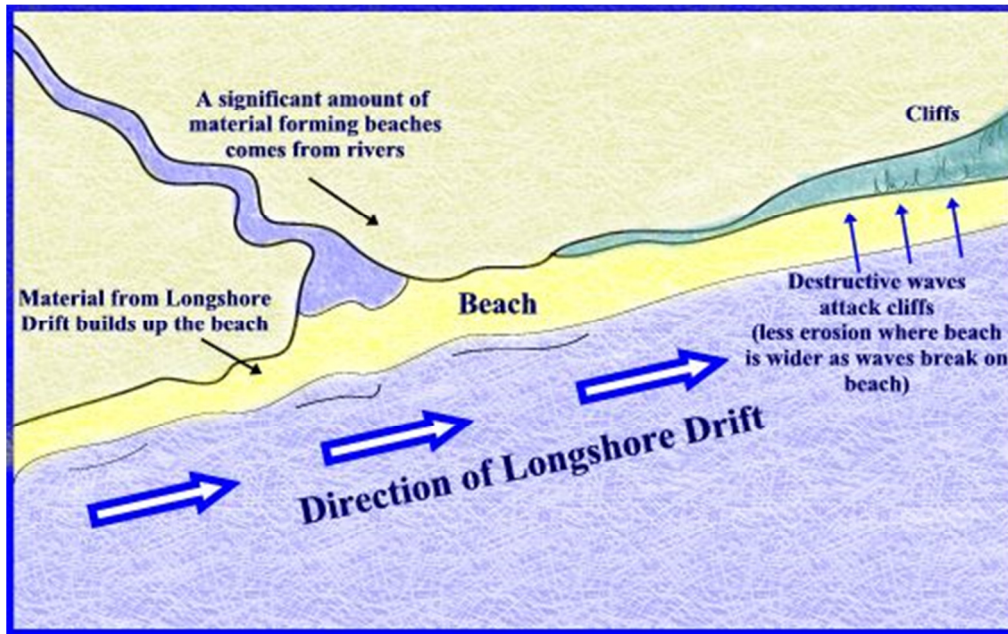 A significant amount of
material forming beaches
comes from rivers
Cliffs
Material from Longshore
Drift builds up the beach
Beach
Destructive waves
attack cliffs
(less erosion where beach
is wider as waves break on
beach)
Direction of Longshore Drift